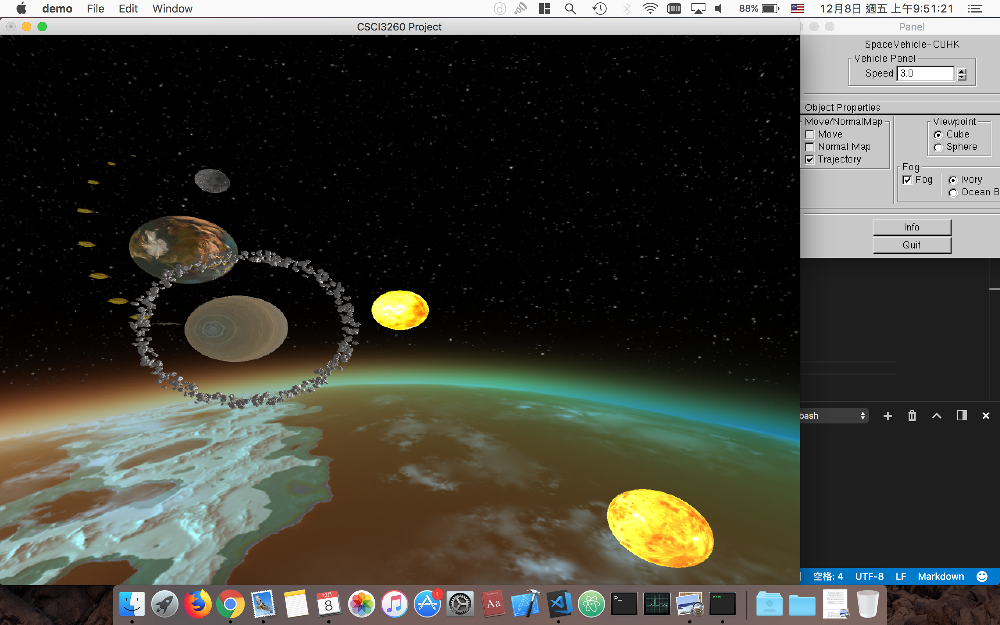 demo File Edit Window 88% 12月8日 週五 上午9:51:21
CSCI3260 Project
Panel
SpaceVehicle-CUHK
Vehicle Panel
Speed 3.0
Object Properties
Move/NormalMap
Move
Normal Map
Trajectory
Viewpoint
Cube
Sphere
Fog
Fog
Ivory
Ocean B
Info
Quit
bash
空格: 4 UTF-8 LF Markdown
12月
8
1
Dictionary
Aa
>_
exec